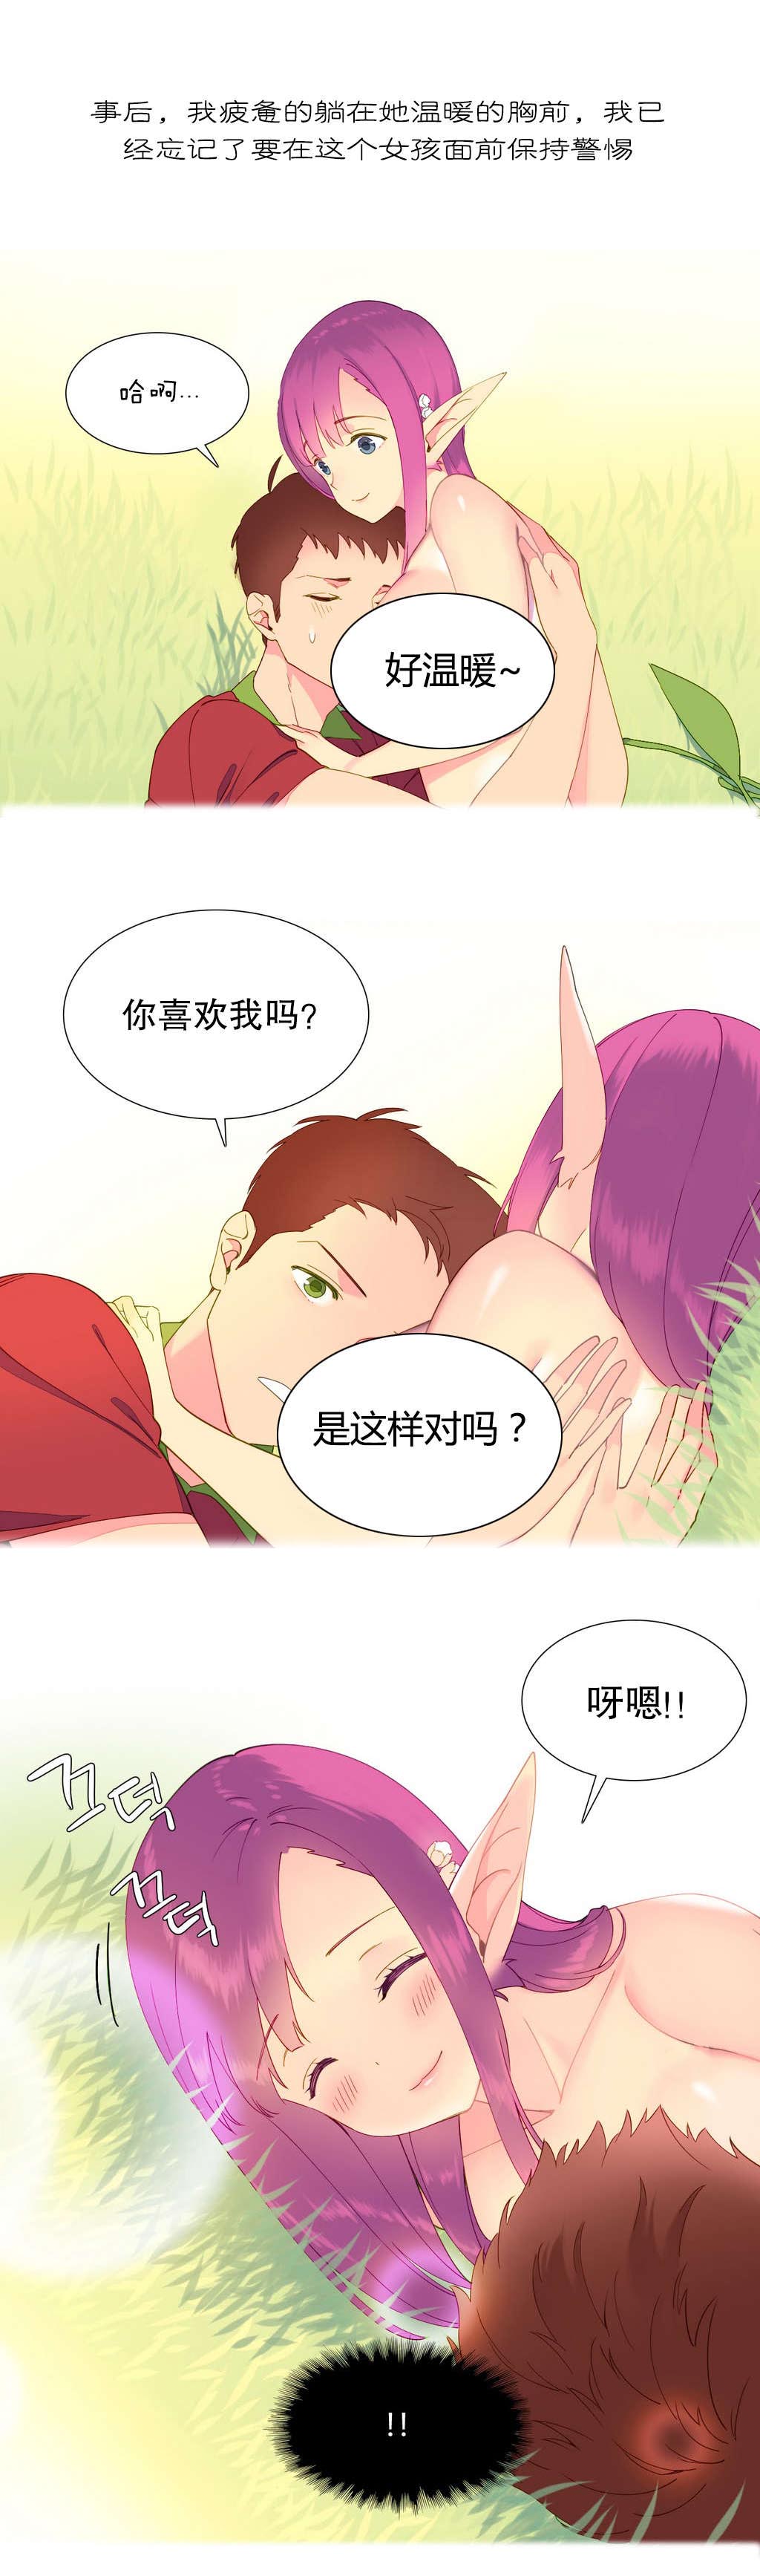 事后，我疲惫的躺在她温暖的胸前，我已
经忘记了要在这个女孩面前保持警惕
哈啊...
好温暖~
你喜欢我吗?
是这样对吗？
呀嗯!!
끄덕
끄덕
!!